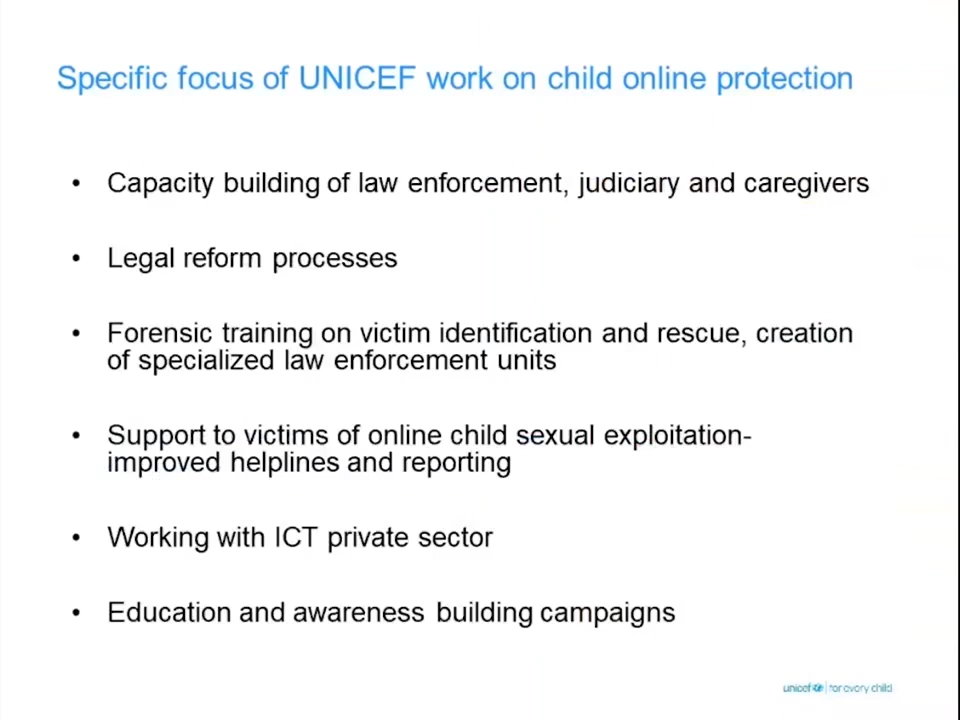 Specific focus of UNICEF work on child online protection
• Capacity building of law enforcement, judiciary and caregivers
• Legal reform processes
• Forensic training on victim identification and rescue, creation
of specialized law enforcement units
• Support to victims of online child sexual exploitation-
improved helplines and reporting
• Working with ICT private sector
• Education and awareness building campaigns
unicef | for every child